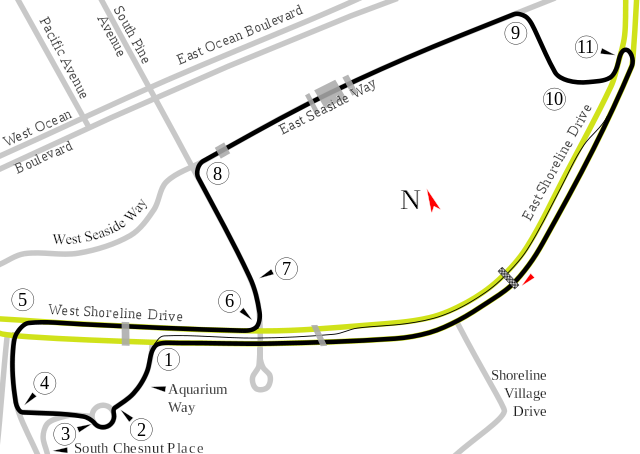 Pacific Avenue
South Pine
Avenue
East Ocean Boulevard
West Ocean
Boulevard
9
11
10
East Seaside Way
East Shoreline Drive
8
N
West Seaside Way
7
6
5
West Shoreline Drive
1
4
Aquarium
Way
Shoreline
Village
Drive
3
2
South Chesnut Place